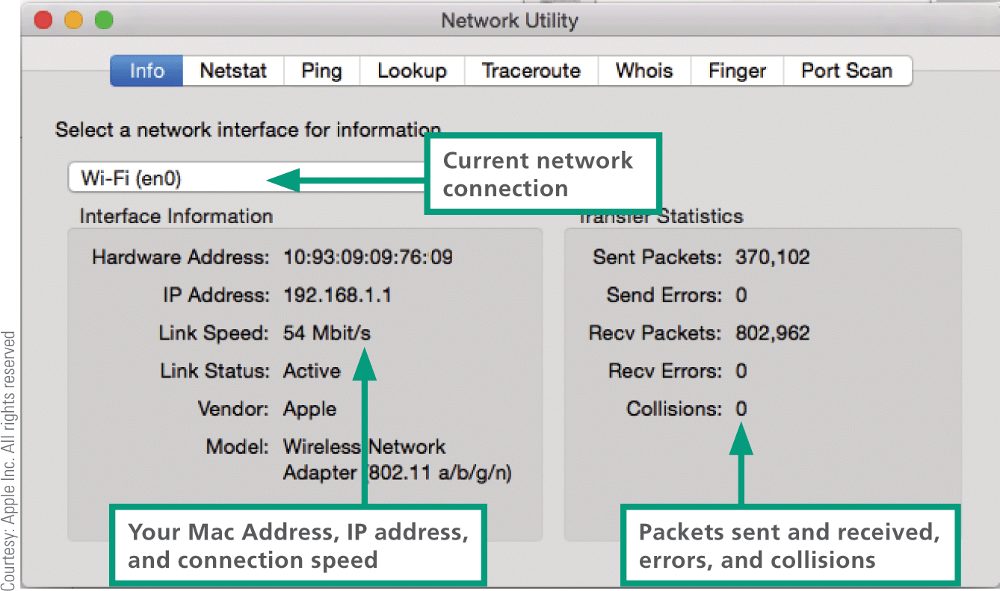 Network Utility
Info Netstat Ping Lookup Traceroute Whois Finger Port Scan
Select a network interface for information
Current network
connection
Wi-Fi (en0)
Interface Information
Hardware Address: 10:93:09:09:76:09
IP Address: 192.168.1.1
Link Speed: 54 Mbit/s
Link Status: Active
Vendor: Apple
Model: Wireless Network
Adapter (802.11 a/b/g/n)
Your Mac Address, IP address,
and connection speed
Transfer Statistics
Sent Packets: 370,102
Send Errors: 0
Recv Packets: 802,962
Recv Errors: 0
Collisions: 0
Packets sent and received,
errors, and collisions
Courtesy: Apple Inc. All rights reserved